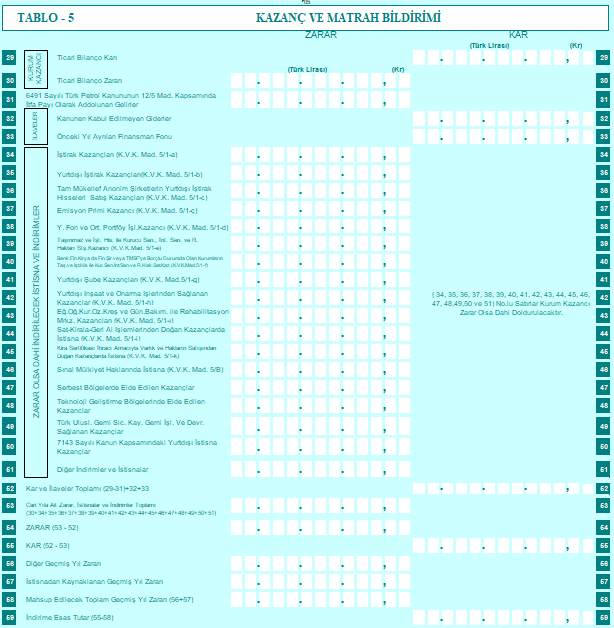 TABLO - 5 KAZANÇ VE MATRAH BİLDİRİMİ
ZARAR KAR
(Türk Lirası) (Kr)
29 KURUM KAZANCI Ticari Bilanço Karı 29
(Türk Lirası) (Kr)
30 Ticari Bilanço Zararı 30
31 6491 Sayılı Türk Petrol Kanununun 12/5 Mad. Kapsamında
İtfa Payı Olarak Addolunan Gelirler 31
32 İLAVELER Kanunen Kabul Edilmeyen Giderler 32
33 Önceki Yıl Ayrılan Finansman Fonu 33
ZARAR OLSA DAHİ İNDİRİLECEK İSTİSNA VE İNDİRİMLER
34 İştirak Kazançları (K.V.K. Mad. 5/1-a) 34
35 Yurtdışı İştirak Kazançları(K.V.K. Mad. 5/1-b) 35
36 Tam Mükellef Anonim Şirketlerin Yurtdışı İştirak
Hisseleri Satış Kazançları (K.V.K. Mad. 5/1-c) 36
37 Emisyon Primi Kazancı (K.V.K. Mad. 5/1-ç) 37
38 Y. Fon ve Ort. Portföy İşl.Kazancı (K.V.K. Mad. 5/1-d) 38
39 Taşınmaz ve İşt. His. ile Kurucu Sen., İnt. Sen. ve R.
Hakları Stş.Kazancı (K.V.K.Mad. 5/1-e) 39
40 40
41 Yurtdışı Şube Kazançları (K.V.K. Mad.5/1-g) 41
42 Yurtdışı İnşaat ve Onarma İşlerinden Sağlanan
Kazançlar (K.V.K. Mad. 5/1-h) 42
( 34, 35, 36, 37, 38, 39, 40, 41, 42, 43, 44, 45, 46,
47, 48,49,50 ve 51) No.lu Satırlar Kurum Kazancı
Zarar Olsa Dahi Doldurulacaktır.
43 Eğ.Öğ.Kur.Öz.Kreş ve Gün.Bakım. ile Rehabilitasyon
Mrkz. Kazançları (K.V.K. Mad. 5/1-ı) 43
44 Sat-Kirala-Geri Al İşlemlerinden Doğan Kazançlarda
İstisna (K.V.K. Mad. 5/1-i) 44
45 Kira Sertifikası İhracı Amacıyla Varlık ve Hakların Satışından
Doğan Kazançlarda İstisna (K.V.K. Mad. 5/1-k) 45
46 Sınai Mülkiyet Haklarında İstisna (K.V.K. Mad. 5/B) 46
47 Serbest Bölgelerde Elde Edilen Kazançlar 47
48 Teknoloji Geliştirme Bölgelerinde Elde Edilen
Kazançlar 48
49 Türk Ulusl. Gemi Sic. Kay. Gemi İşl. Ve Devr.
Sağlanan Kazançlar 49
50 7143 Sayılı Kanun Kapsamındaki Yurtdışı İstisna
Kazançlar 50
51 Diğer İndirimler ve İstisnalar 51
52 Kar ve İlaveler Toplamı (29-31)+32+33 52
53 Cari Yıla Ait Zarar, İstisnalar ve İndirimler Toplamı
(30+34+35+36+37+38+39+40+41+42+43+44+45+46+47+48+49+50+51) 53
54 ZARAR (53 - 52) 54
55 KAR (52 - 53) 55
56 Diğer Geçmiş Yıl Zararı 56
57 İstisnadan Kaynaklanan Geçmiş Yıl Zararı 57
58 Mahsup Edilecek Toplam Geçmiş Yıl Zararı (56+57) 58
59 İndirime Esas Tutar (55-58) 59